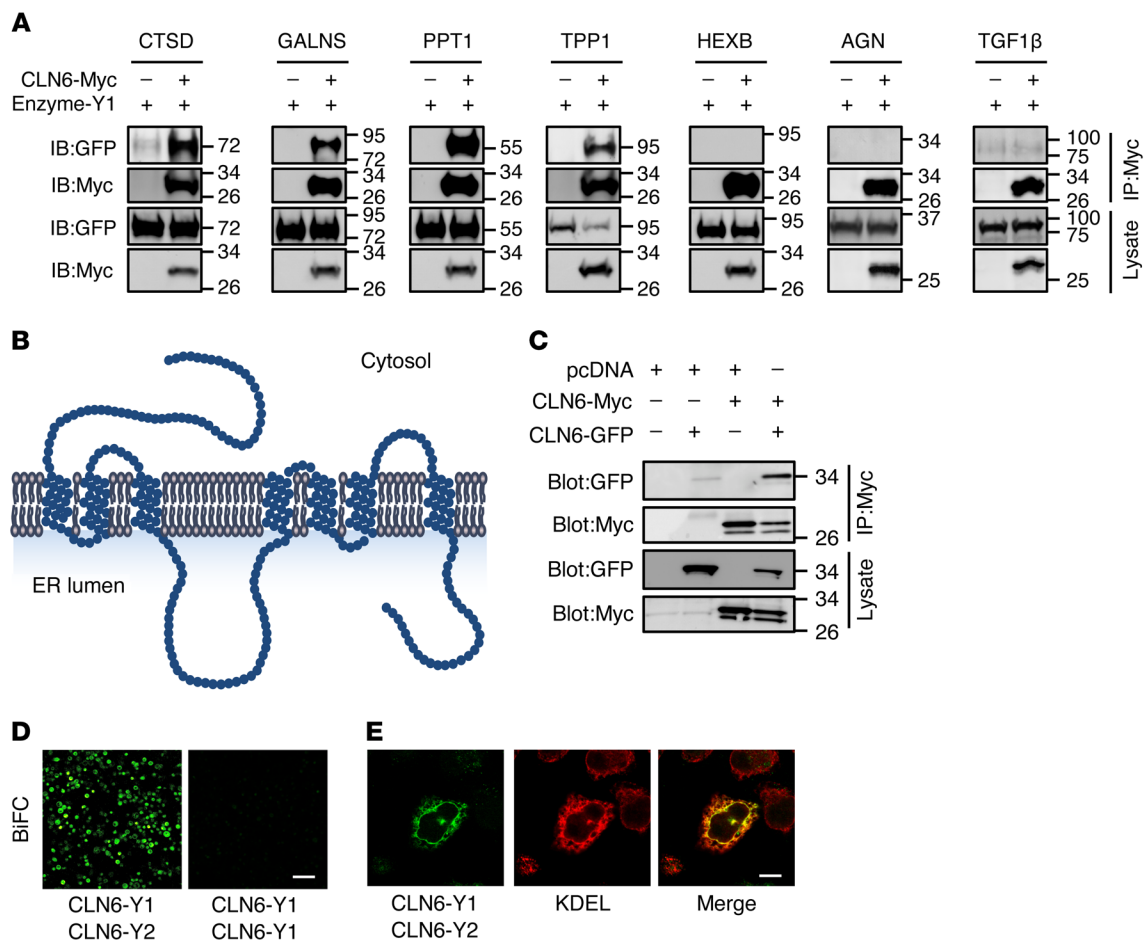 A
CTSD GALNS PPT1 TPP1 HEXB AGN TGF1β
CLN6-Myc − + − + − + − + − + − + − +
Enzyme-Y1 + + + + + + + + + + + + + +
IB:GFP 72 95 72 55 95 95 34 100 75
IB:Myc 34 26 34 26 34 26 34 26 34 26 34 26 34 26
IP:Myc
IB:GFP 72 95 72 55 95 95 37 100 75
IB:Myc 34 26 34 26 34 26 34 26 34 26 25 25
Lysate
B
Cytosol
ER lumen
C
pcDNA + + + −
CLN6-Myc − − + +
CLN6-GFP − + − +
Blot:GFP 34
Blot:Myc 26
IP:Myc
Blot:GFP 34
Blot:Myc 34 26
Lysate
D
BiFC
CLN6-Y1 CLN6-Y1
CLN6-Y2 CLN6-Y1
E
CLN6-Y1 KDEL Merge
CLN6-Y2